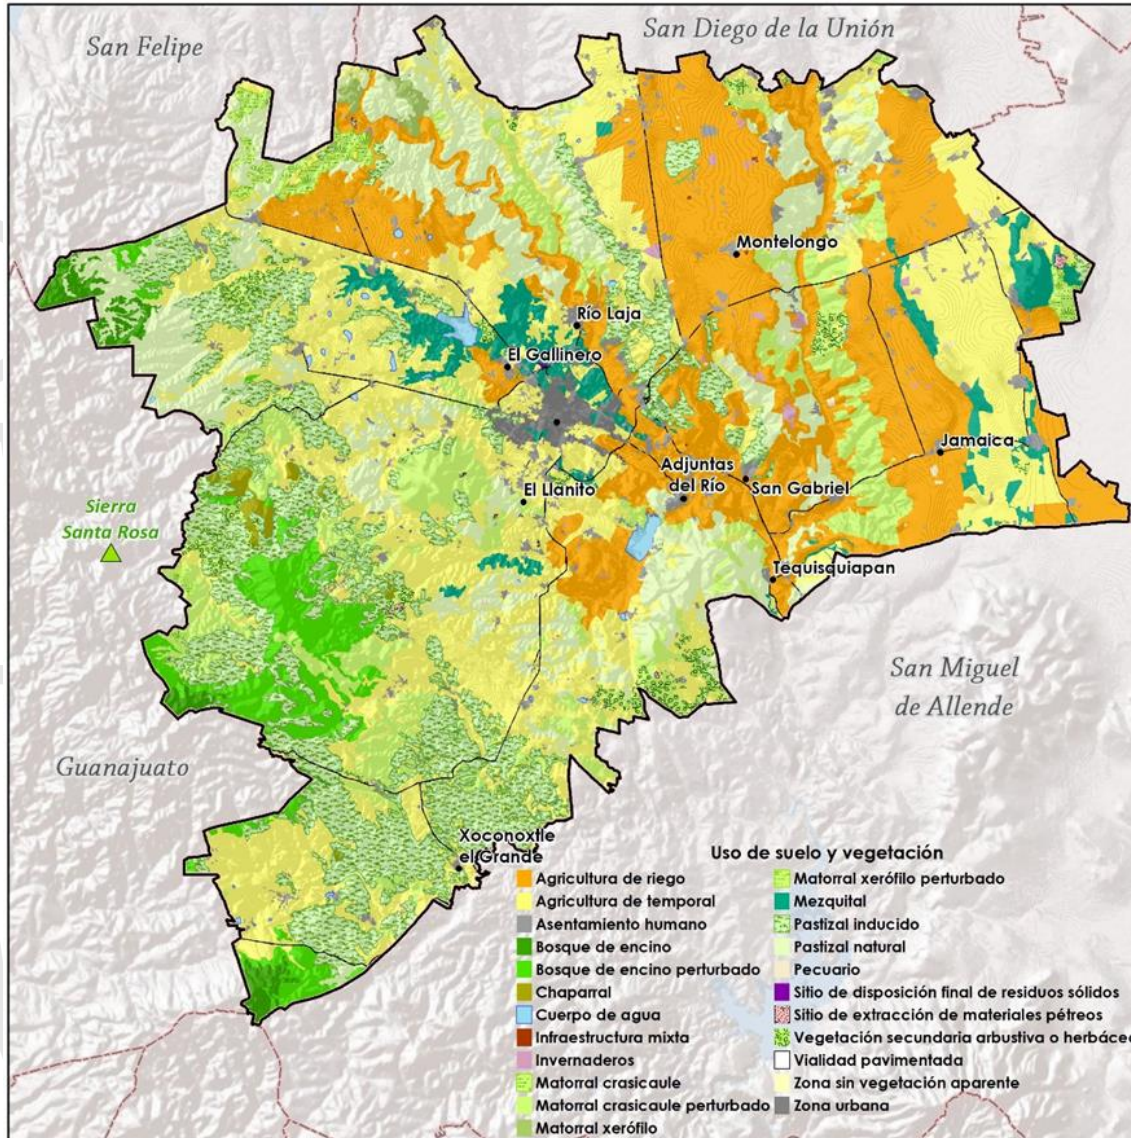 San Felipe
San Diego de la Unión
Montelongo
Río Laja
El Gallinero
Jamaica
Adjuntas
del Río
San Gabriel
El Llanito
Sierra
Santa Rosa
Tequisquiapan
San Miguel
de Allende
Guanajuato
Xoconoxtle
el Grande
Uso de suelo y vegetación
Agricultura de riego
Agricultura de temporal
Asentamiento humano
Bosque de encino
Bosque de encino perturbado
Chaparral
Cuerpo de agua
Infraestructura mixta
Invernaderos
Matorral crasicaule
Matorral crasicaule perturbado
Matorral xerófilo
Matorral xerófilo perturbado
Mezquital
Pastizal inducido
Pastizal natural
Pecuario
Sitio de disposición final de residuos sólidos
Sitio de extracción de materiales pétreos
Vegetación secundaria arbustiva o herbácea
Vialidad pavimentada
Zona sin vegetación aparente
Zona urbana